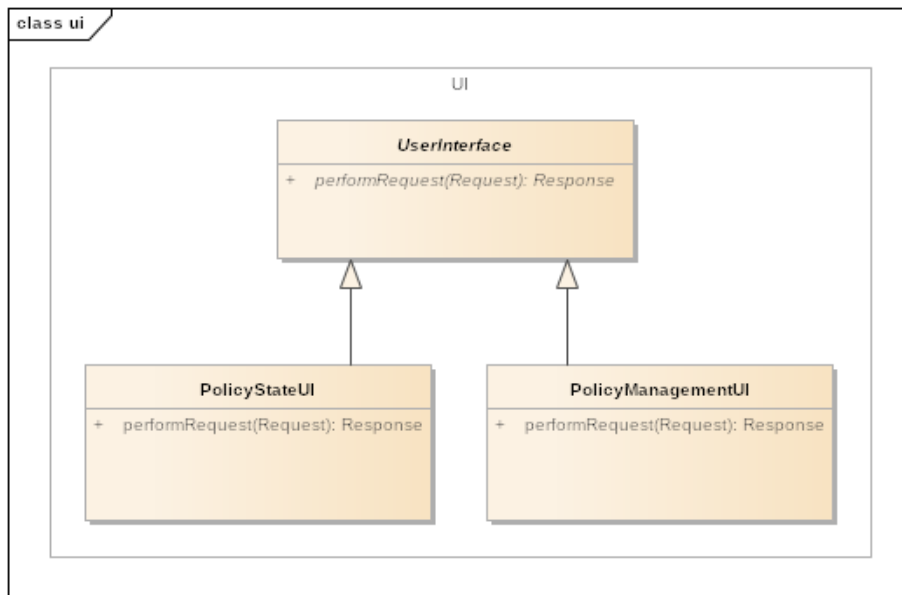 class ui
UI
UserInterface
+ performRequest(Request): Response
PolicyStateUI
+ performRequest(Request): Response
PolicyManagementUI
+ performRequest(Request): Response